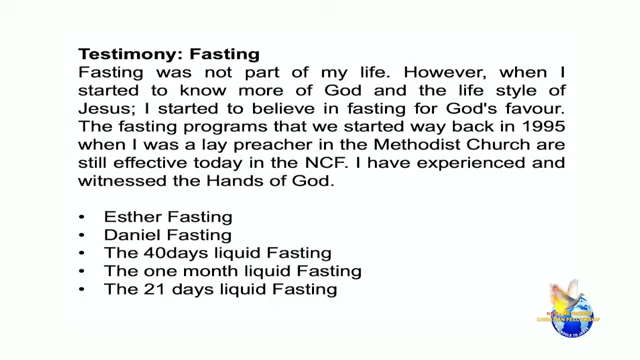 Testimony: Fasting
Fasting was not part of my life. However, when I
started to know more of God and the life style of
Jesus; I started to believe in fasting for God's favour.
The fasting programs that we started way back in 1995
when I was a lay preacher in the Methodist Church are
still effective today in the NCF. I have experienced and
witnessed the Hands of God.
• Esther Fasting
• Daniel Fasting
• The 40days liquid Fasting
• The one month liquid Fasting
• The 21 days liquid Fasting
CHRISTIAN FELLOWSHIP